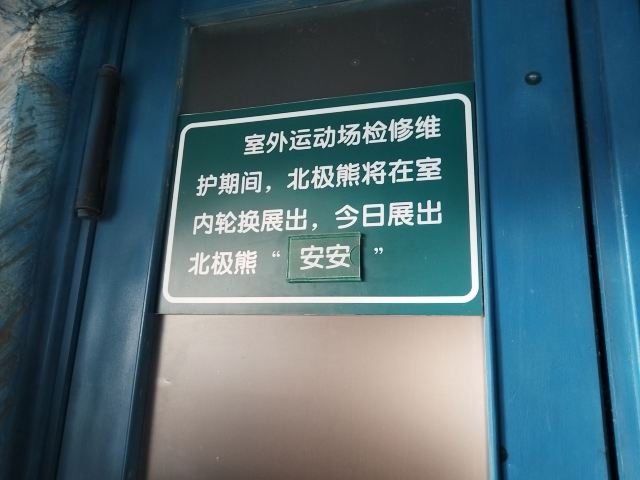 室外运动场检修维
护期间，北极熊将在室
内轮换展出，今日展出
北极熊“安安”